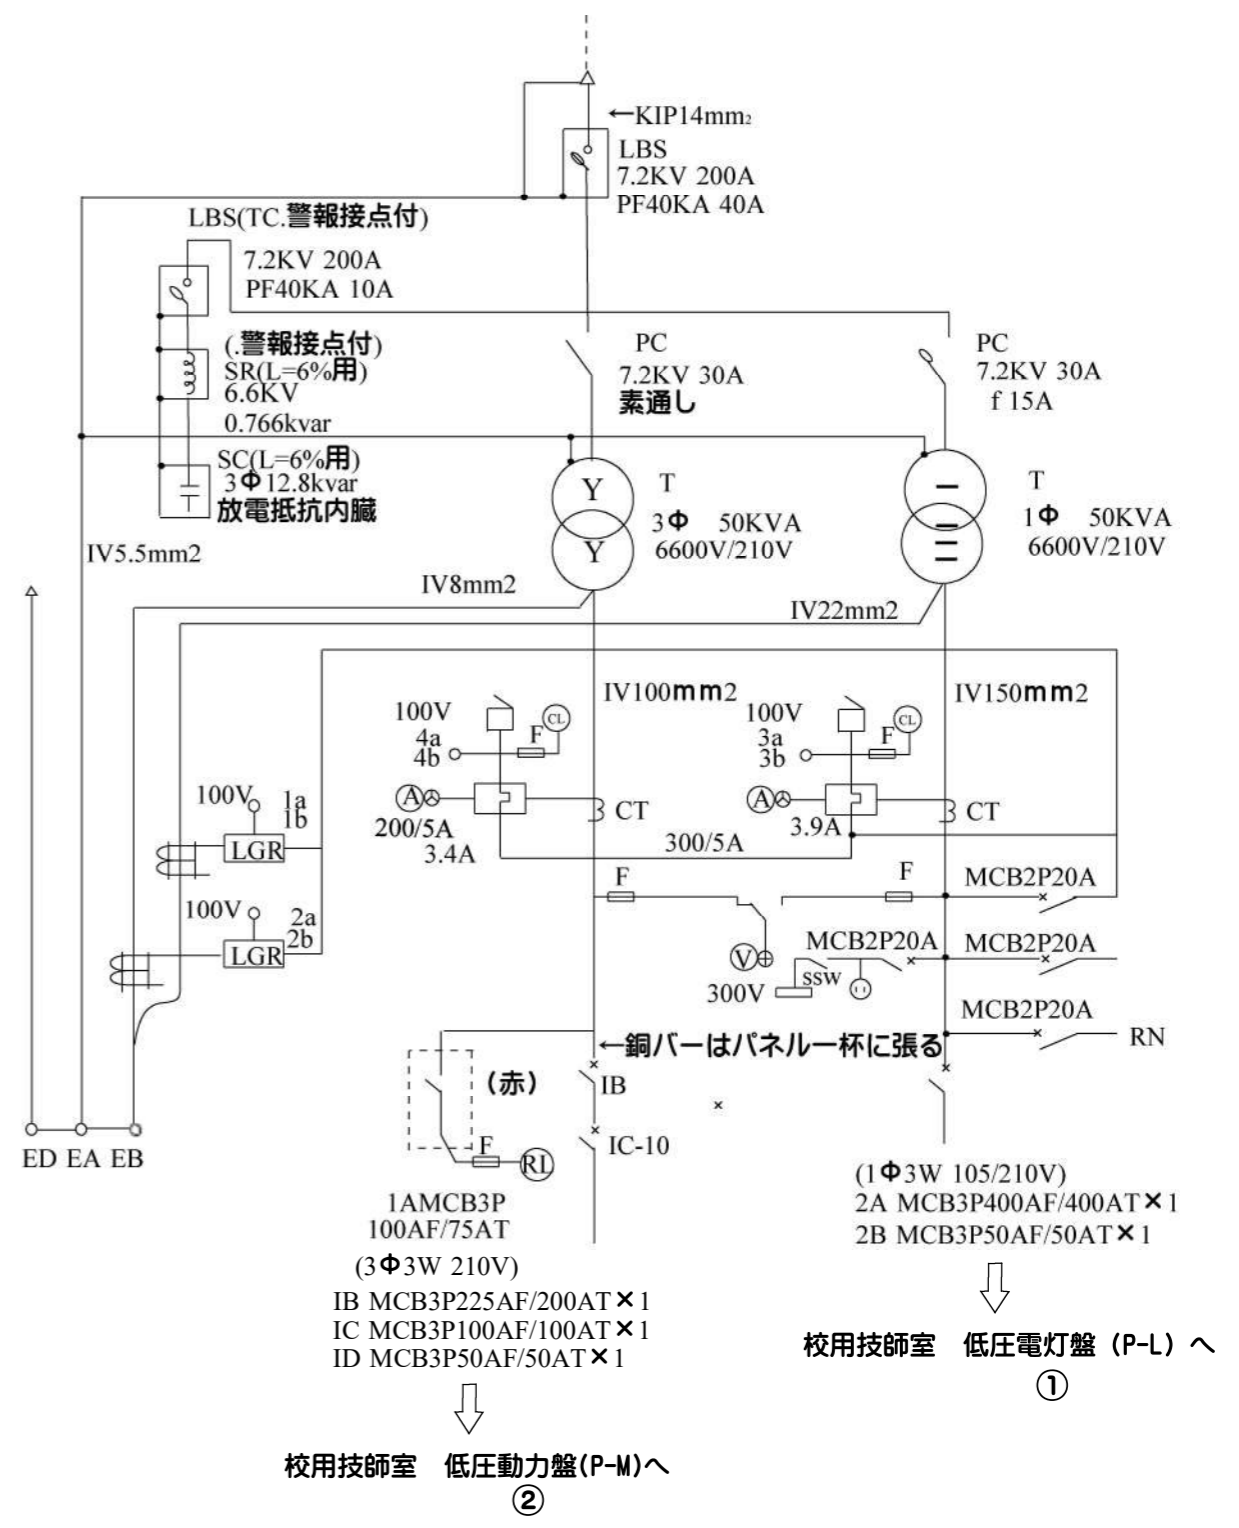 ←KIP14mm2
LBS
7.2KV 200A
PF40KA 40A
LBS(TC.警報接点付)
7.2KV 200A
PF40KA 10A
(.警報接点付)
SR(L=6%用)
6.6KV
0.766kvar
SC(L=6%用)
3Φ12.8kvar
放電抵抗内臓
PC
7.2KV 30A
素通し
PC
7.2KV 30A
f 15A
Y
Y
T
3Φ 50KVA
6600V/210V
T
1Φ 50KVA
6600V/210V
IV5.5mm2
IV8mm2
IV22mm2
IV100mm2
IV150mm2
100V
4a
4b
F
CL
100V
3a
3b
F
CL
A
200/5A
3.4A
CT
A
3.9A
CT
300/5A
100V
1a
1b
LGR
100V
2a
2b
LGR
F
F
MCB2P20A
V
300V
MCB2P20A
SSW
MCB2P20A
MCB2P20A
RN
←銅バーはパネル一杯に張る
(赤)
IB
IC-10
F
RL
ED EA EB
1AMCB3P
100AF/75AT
(3Φ3W 210V)
IB MCB3P225AF/200AT×1
IC MCB3P100AF/100AT×1
ID MCB3P50AF/50AT×1
校用技師室 低圧動力盤(P-M)へ
②
(1Φ3W 105/210V)
2A MCB3P400AF/400AT×1
2B MCB3P50AF/50AT×1
校用技師室 低圧電灯盤(P-L)へ
①